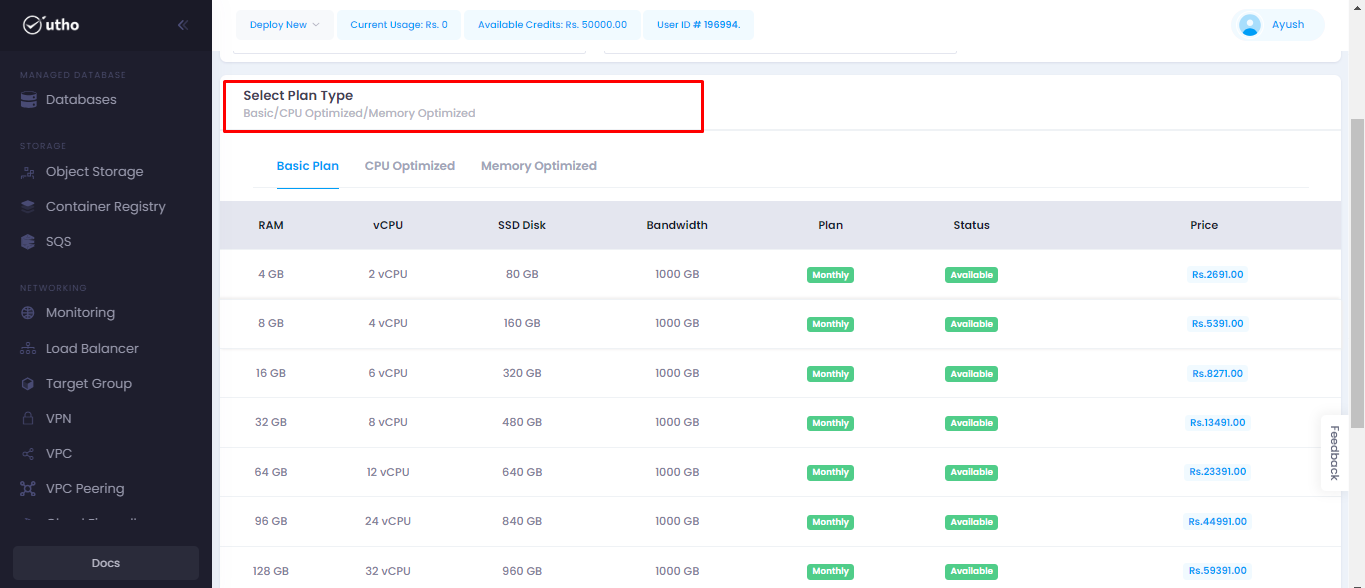 utho
Deploy New
Current Usage: Rs. 0
Available Credits: Rs. 50000.00
User ID # 196994.
Ayush
MANAGED DATABASE
Databases
STORAGE
Object Storage
Container Registry
SQS
NETWORKING
Monitoring
Load Balancer
Target Group
VPN
VPC
VPC Peering
Docs
Select Plan Type
Basic/CPU Optimized/Memory Optimized
Basic Plan CPU Optimized Memory Optimized
RAM vCPU SSD Disk Bandwidth Plan Status Price
4 GB 2 vCPU 80 GB 1000 GB Monthly Available Rs.2691.00
8 GB 4 vCPU 160 GB 1000 GB Monthly Available Rs.5391.00
16 GB 6 vCPU 320 GB 1000 GB Monthly Available Rs.8271.00
32 GB 8 vCPU 480 GB 1000 GB Monthly Available Rs.13491.00
64 GB 12 vCPU 640 GB 1000 GB Monthly Available Rs.23391.00
96 GB 24 vCPU 840 GB 1000 GB Monthly Available Rs.44991.00
128 GB 32 vCPU 960 GB 1000 GB Monthly Available Rs.59391.00
Feedback